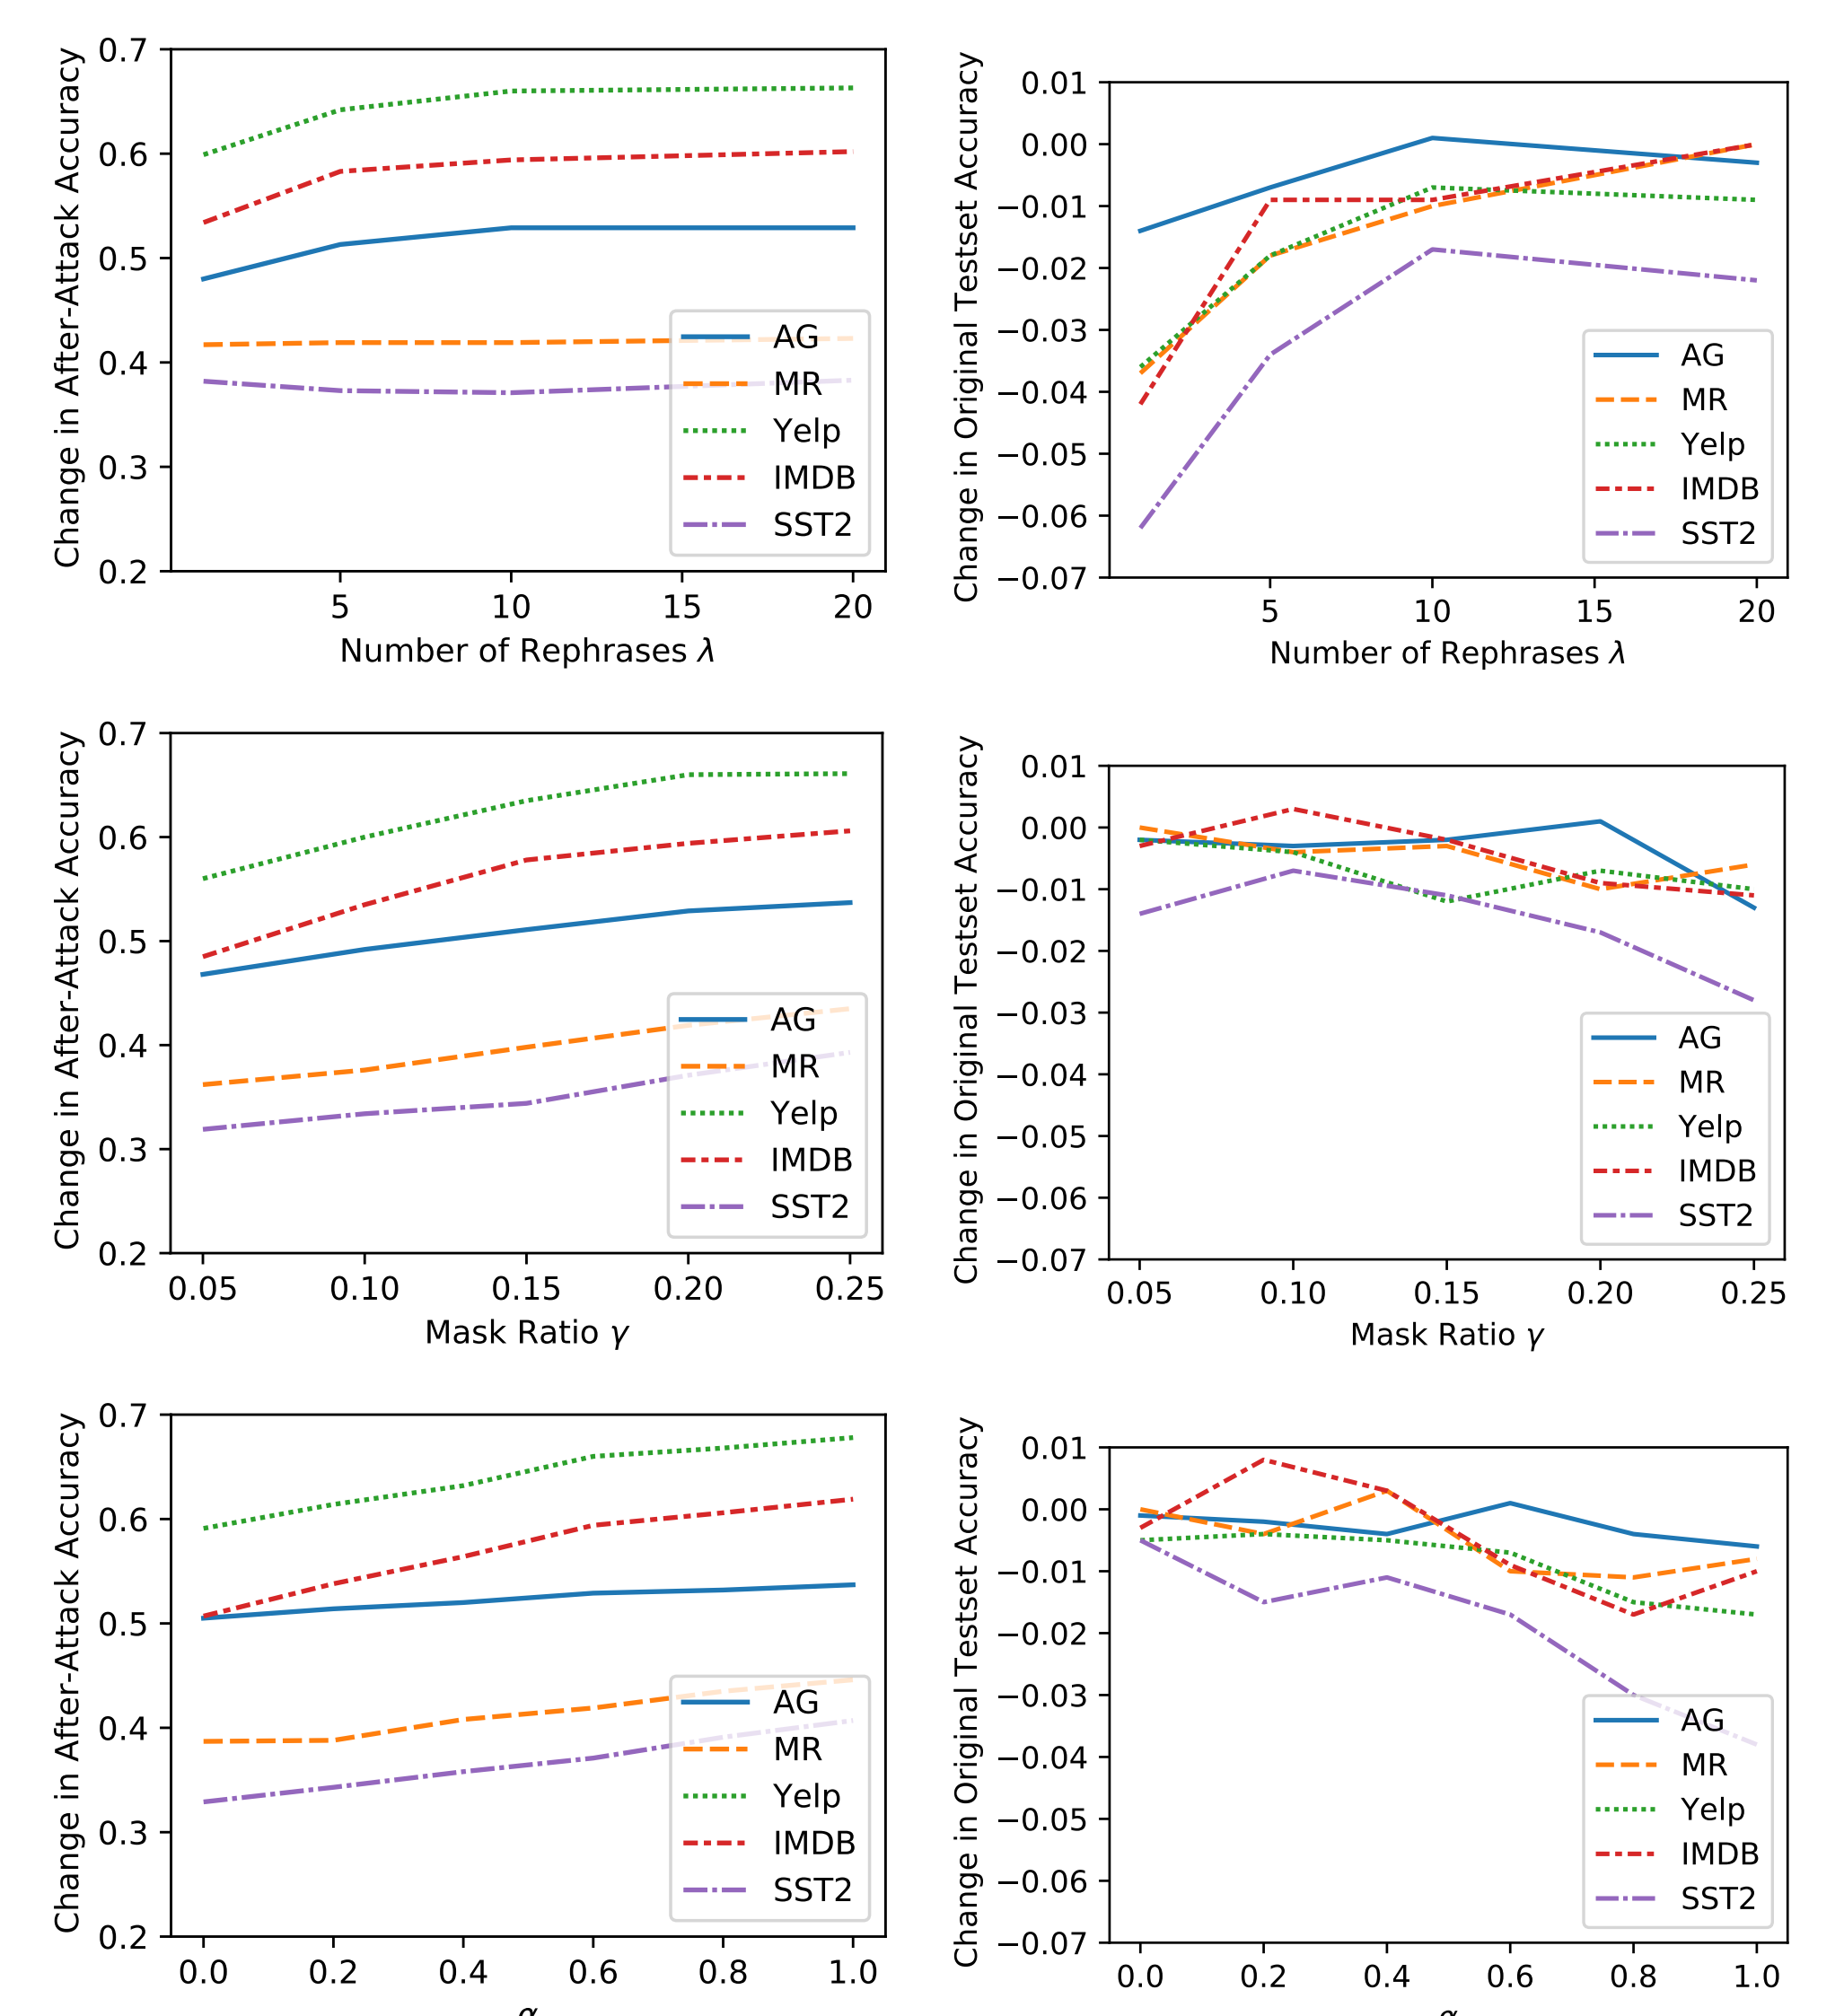 Change in After-Attack Accuracy
0.7
0.6
0.5
0.4
0.3
0.2
AG
MR
Yelp
IMDB
SST2
5 10 15 20
Number of Rephrases λ
Change in Original Testset Accuracy
0.01
0.00
−0.01
−0.02
−0.03
−0.04
−0.05
−0.06
−0.07
AG
MR
Yelp
IMDB
SST2
5 10 15 20
Number of Rephrases λ
Change in After-Attack Accuracy
0.7
0.6
0.5
0.4
0.3
0.2
AG
MR
Yelp
IMDB
SST2
0.05 0.10 0.15 0.20 0.25
Mask Ratio γ
Change in Original Testset Accuracy
0.01
0.00
−0.01
−0.02
−0.03
−0.04
−0.05
−0.06
−0.07
AG
MR
Yelp
IMDB
SST2
0.05 0.10 0.15 0.20 0.25
Mask Ratio γ
Change in After-Attack Accuracy
0.7
0.6
0.5
0.4
0.3
0.2
AG
MR
Yelp
IMDB
SST2
0.0 0.2 0.4 0.6 0.8 1.0
α
Change in Original Testset Accuracy
0.01
0.00
−0.01
−0.02
−0.03
−0.04
−0.05
−0.06
−0.07
AG
MR
Yelp
IMDB
SST2
0.0 0.2 0.4 0.6 0.8 1.0
α